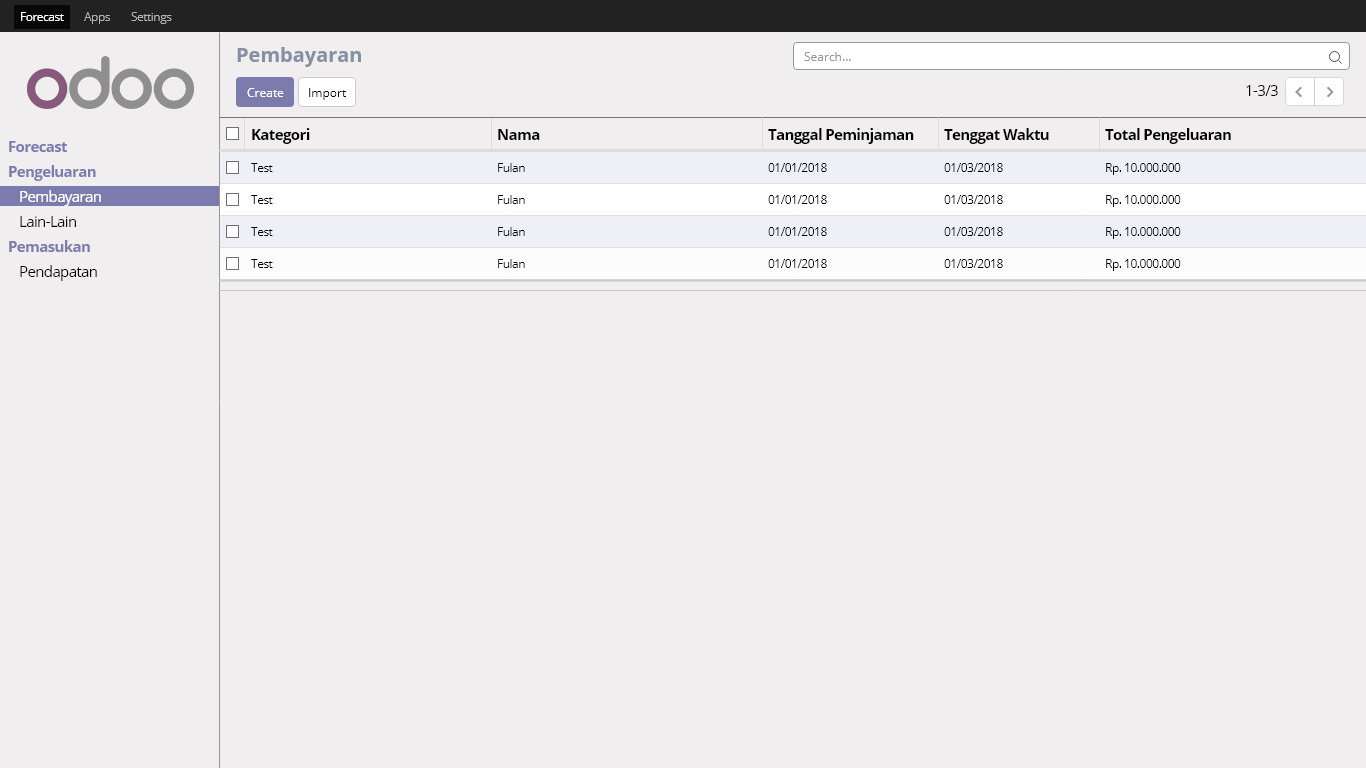 Forecast Apps Settings
odoo
Forecast
Pengeluaran
Pembayaran
Lain-Lain
Pemasukan
Pendapatan
Pembayaran
Search...
Create Import
1-3/3
Kategori Nama Tanggal Peminjaman Tenggat Waktu Total Pengeluaran
Test Fulan 01/01/2018 01/03/2018 Rp. 10.000.000
Test Fulan 01/01/2018 01/03/2018 Rp. 10.000.000
Test Fulan 01/01/2018 01/03/2018 Rp. 10.000.000
Test Fulan 01/01/2018 01/03/2018 Rp. 10.000.000